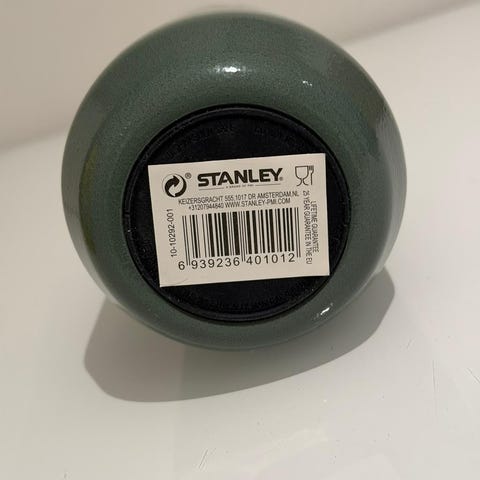 STANLEY®
A BRAND OF PMI
KEIZERSGRACHT 555,1017 DR AMSTERDAM.NL
+31207944840 WWW.STANLEY-PMI.COM
10-10292-001
6 939236 401012
LIFETIME GUARANTEE
25 YEAR GUARANTEE IN THE EU